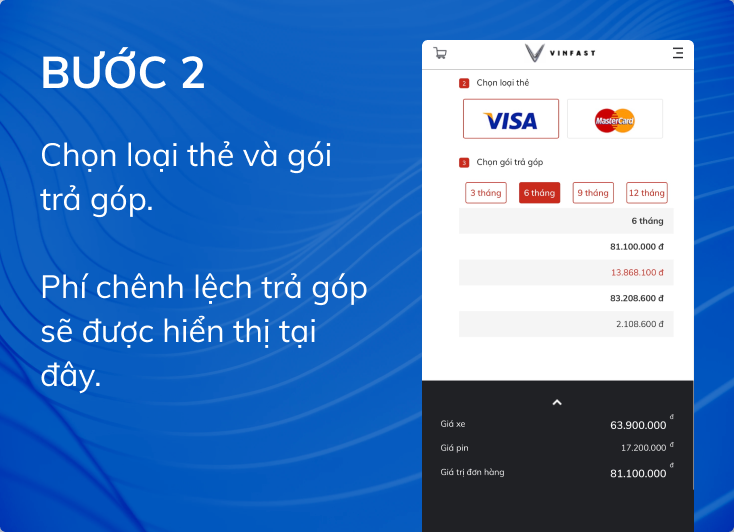 BƯỚC 2
Chọn loại thẻ và gói
trả góp.
Phí chênh lệch trả góp
sẽ được hiển thị tại
đây.
VINFAST
2 Chọn loại thẻ
VISA MasterCard
3 Chọn gói trả góp
3 tháng 6 tháng 9 tháng 12 tháng
6 tháng
81.100.000 đ
13.868.100 đ
83.208.600 đ
2.108.600 đ
Giá xe 63.900.000 đ
Giá pin 17.200.000 đ
Giá trị đơn hàng 81.100.000 đ